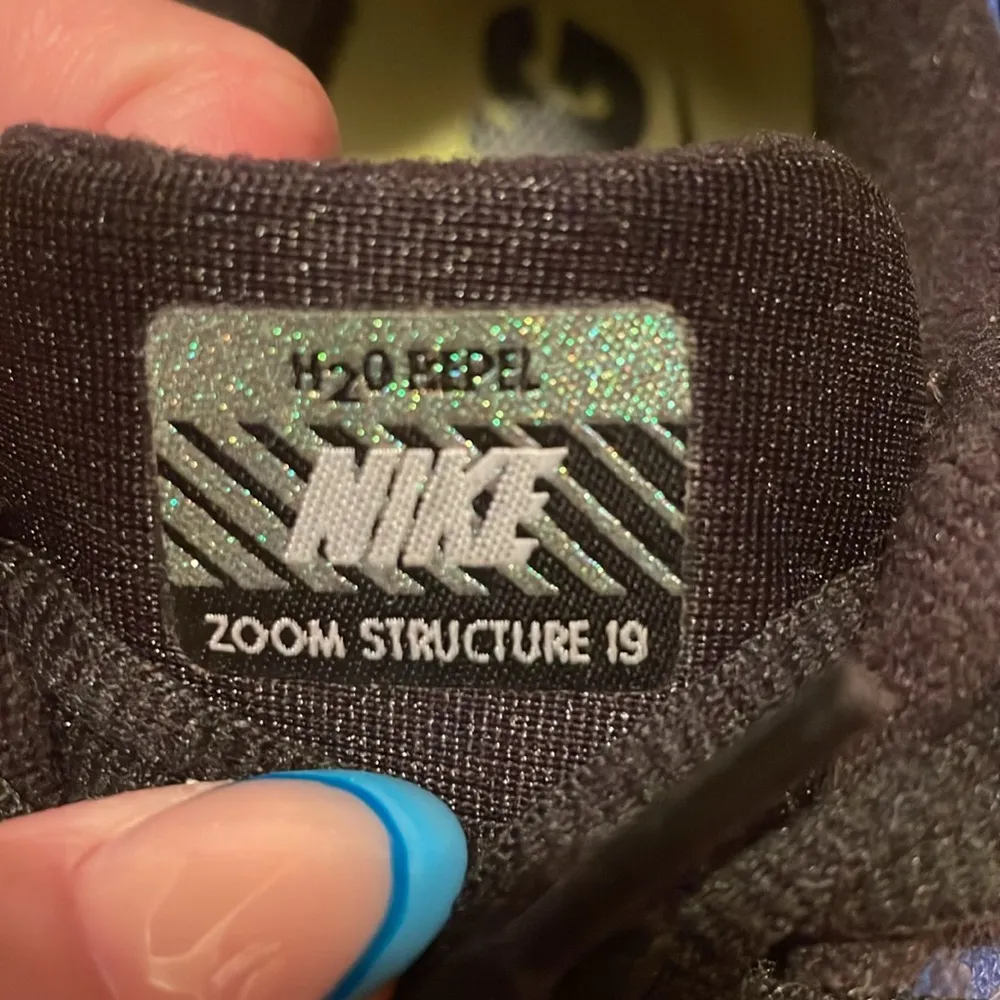 H2O REPEL
NIKE
ZOOM STRUCTURE 19